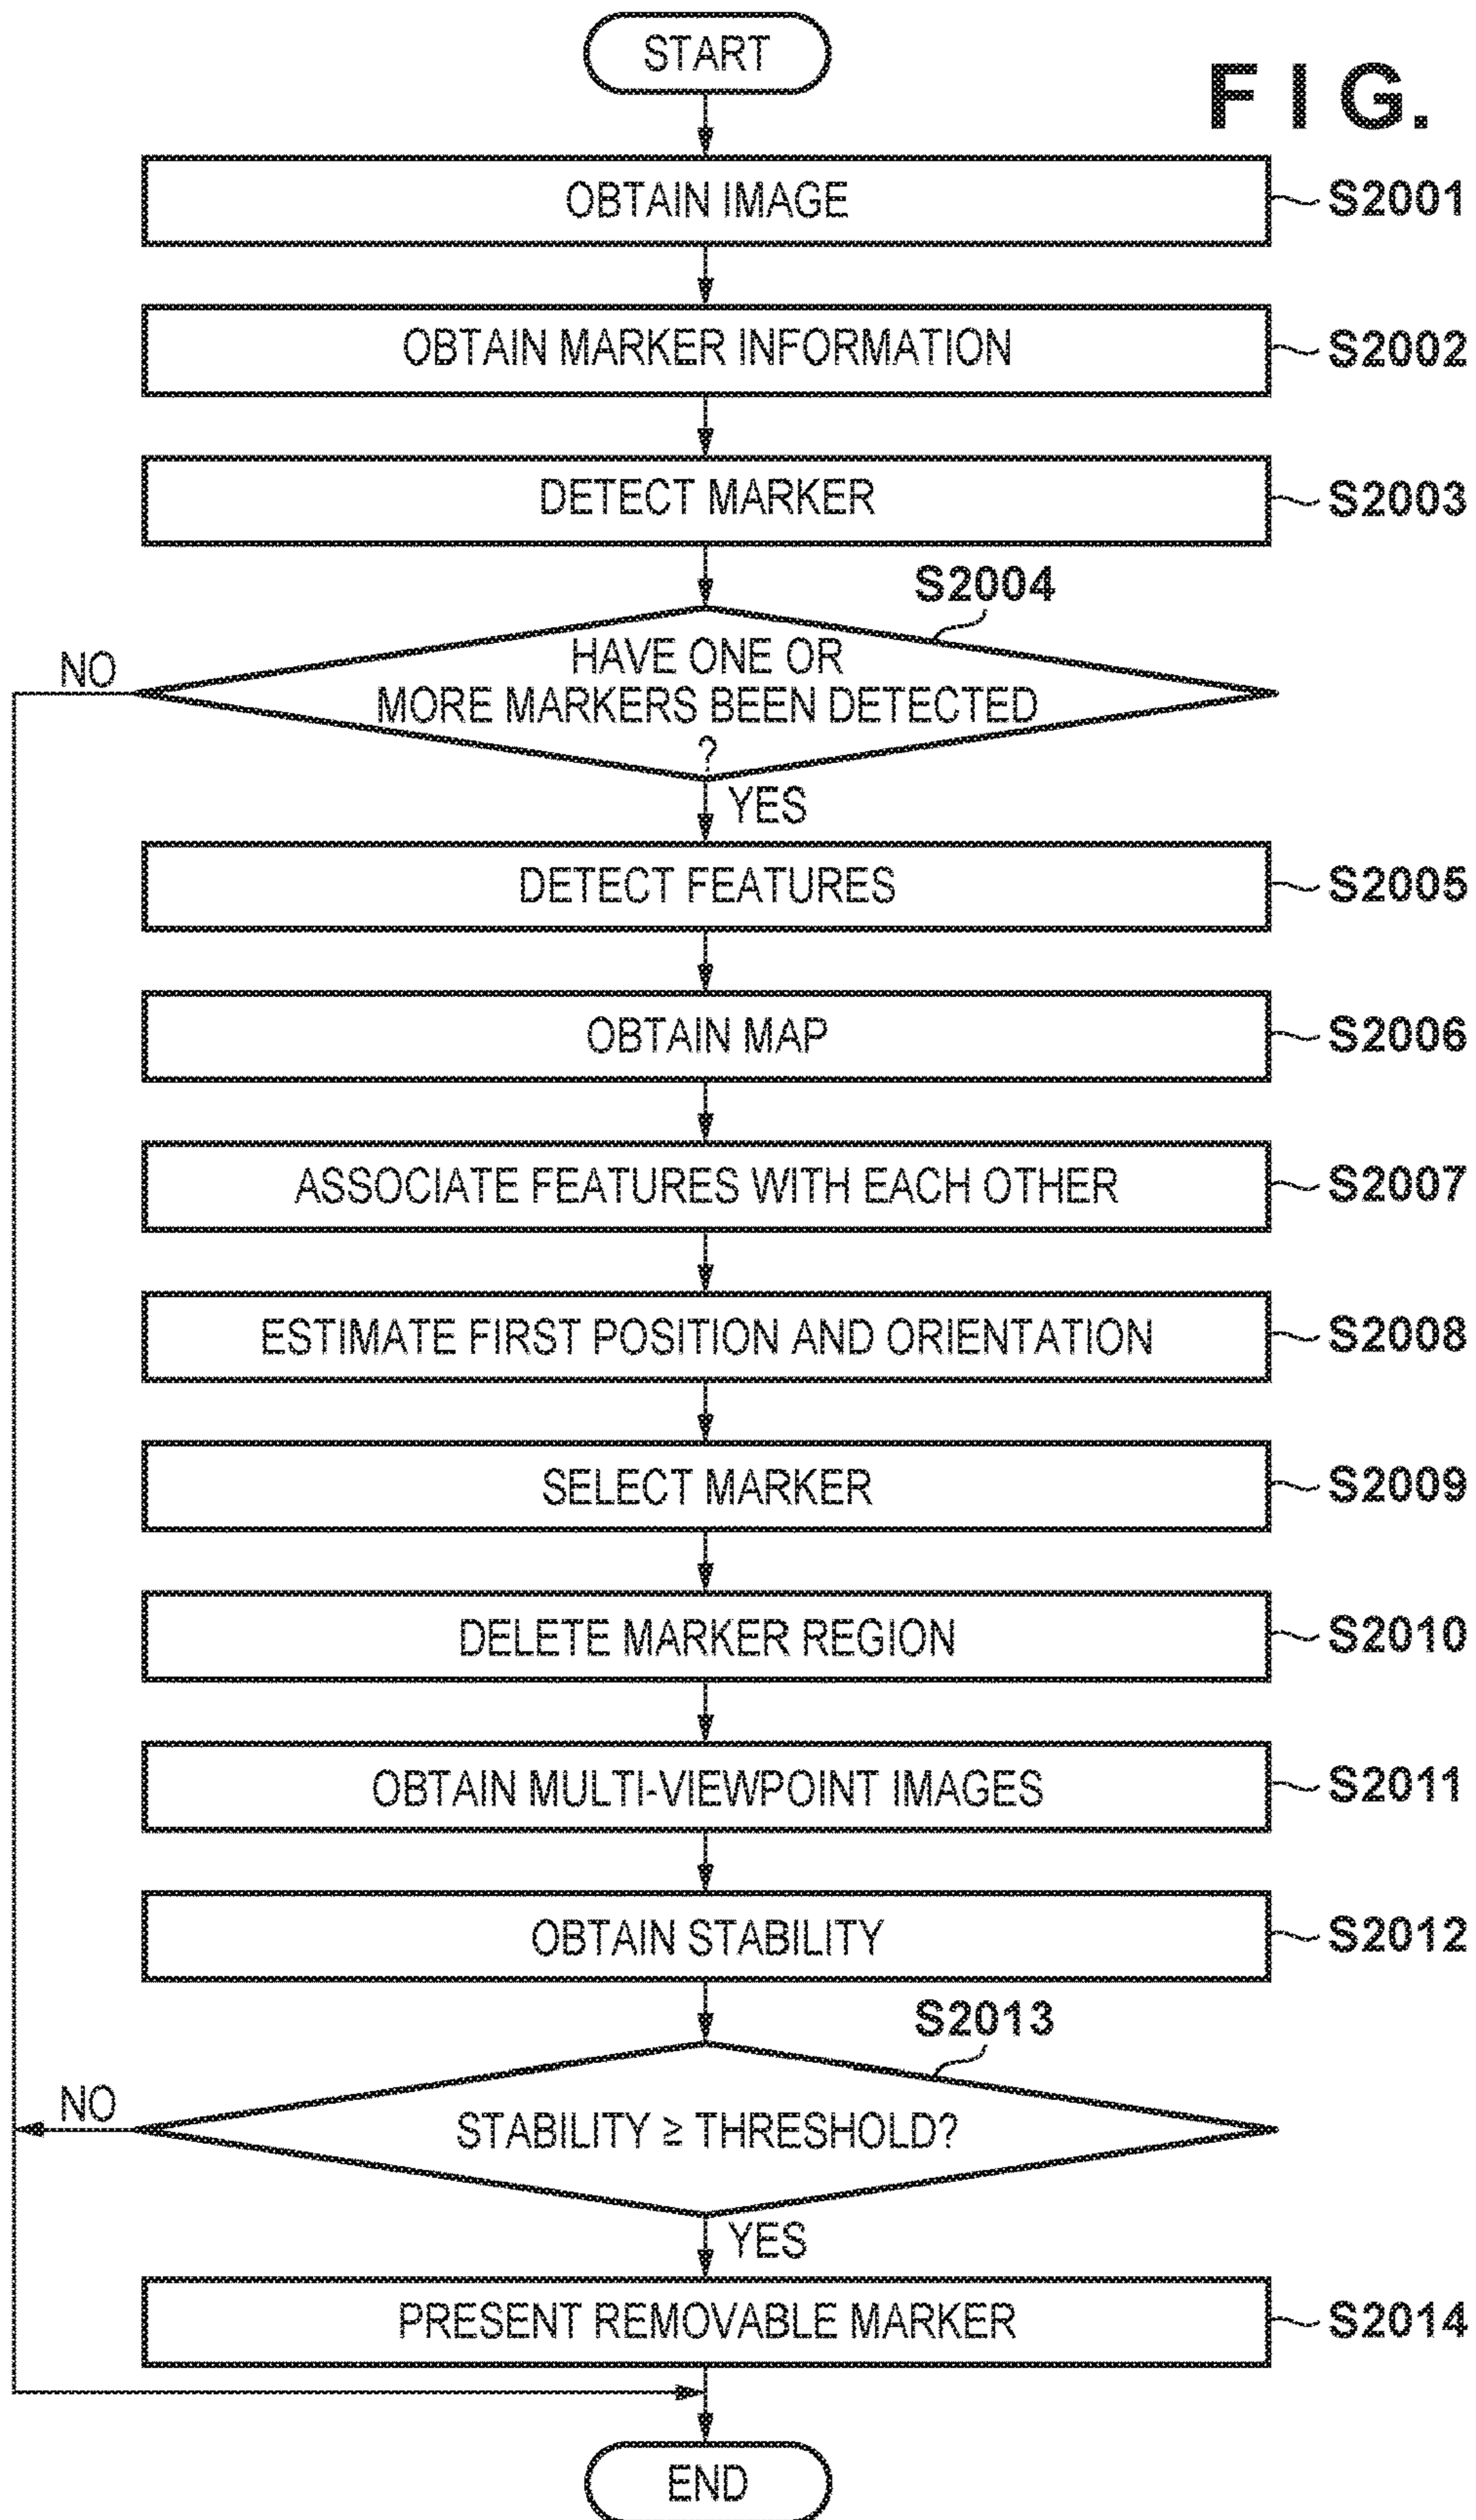 START
F I G.
OBTAIN IMAGE
S2001
OBTAIN MARKER INFORMATION
S2002
DETECT MARKER
S2003
S2004
HAVE ONE OR
MORE MARKERS BEEN DETECTED
?
NO
YES
DETECT FEATURES
S2005
OBTAIN MAP
S2006
ASSOCIATE FEATURES WITH EACH OTHER
S2007
ESTIMATE FIRST POSITION AND ORIENTATION
S2008
SELECT MARKER
S2009
DELETE MARKER REGION
S2010
OBTAIN MULTI-VIEWPOINT IMAGES
S2011
OBTAIN STABILITY
S2012
S2013
NO
STABILITY ≥ THRESHOLD?
YES
PRESENT REMOVABLE MARKER
S2014
END